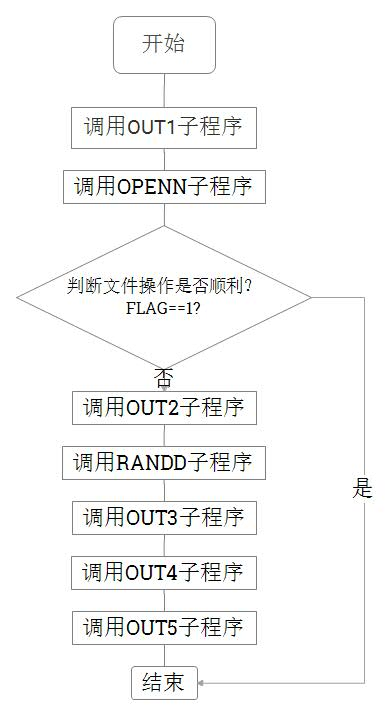 开始
调用OUT1子程序
调用OPENN子程序
判断文件操作是否顺利？
FLAG==1?
否
调用OUT2子程序
调用RANDD子程序
是
调用OUT3子程序
调用OUT4子程序
调用OUT5子程序
结束